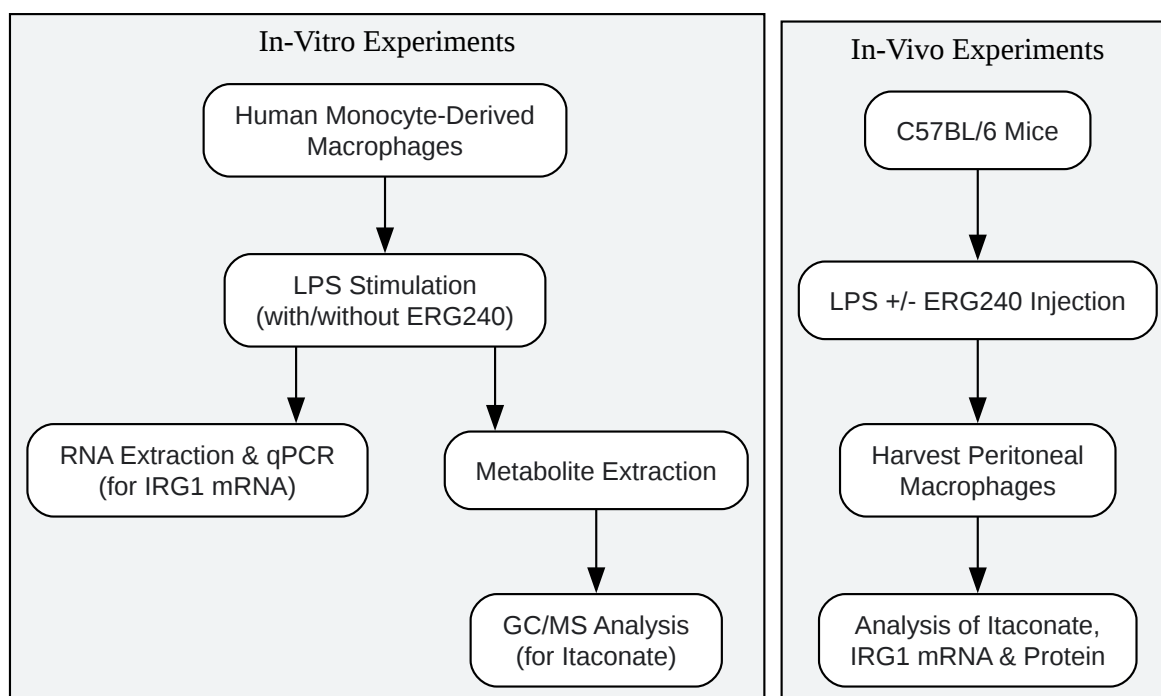 In-Vitro Experiments
Human Monocyte-Derived
Macrophages
LPS Stimulation
(with/without ERG240)
RNA Extraction & qPCR
(for IRG1 mRNA)
Metabolite Extraction
GC/MS Analysis
(for Itaconate)
In-Vivo Experiments
C57BL/6 Mice
LPS +/- ERG240 Injection
Harvest Peritoneal
Macrophages
Analysis of Itaconate,
IRG1 mRNA & Protein